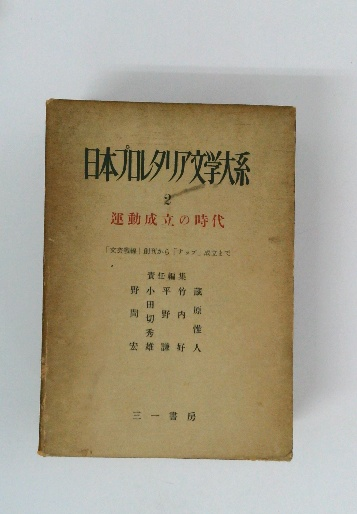 日本プロレタリア文学大系
2
運動成立の時代
「文芸戦線」創刊から「ナップ」成立まで
責任編集
蔵原惟人
竹内好
平野謙
小田切秀雄
野間宏
三一書房